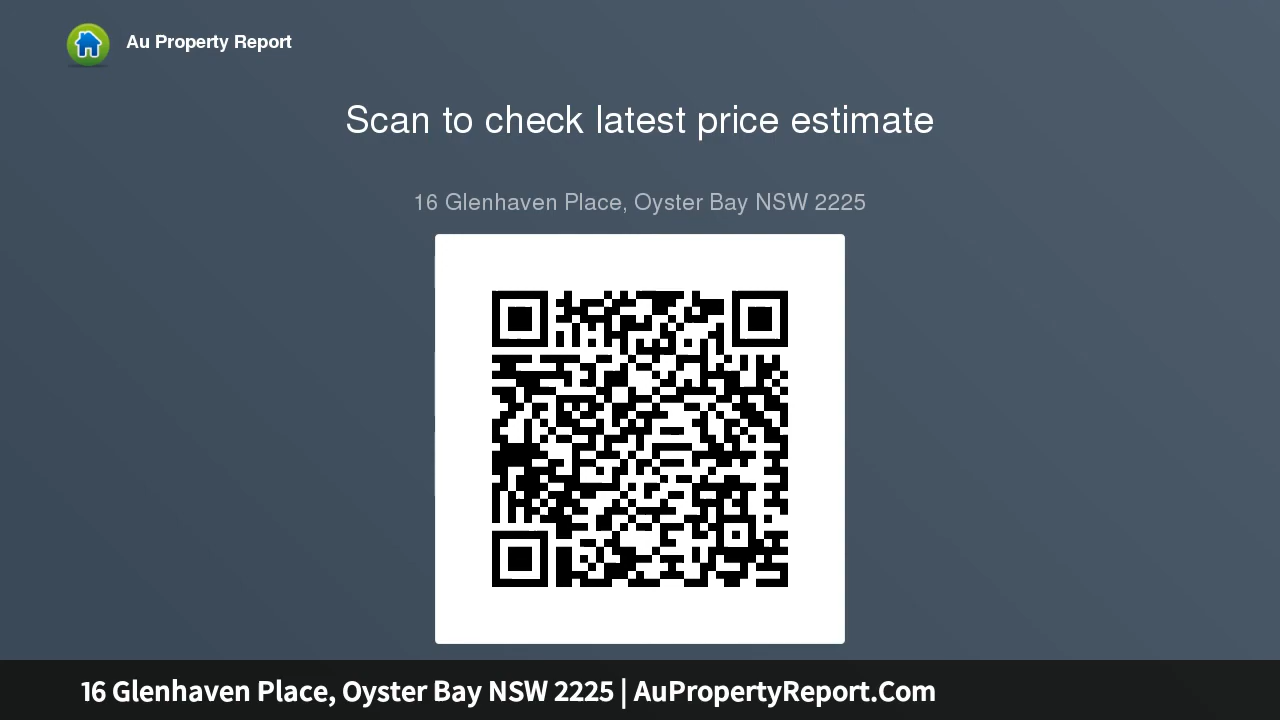 Au Property Report
Scan to check latest price estimate
16 Glenhaven Place, Oyster Bay NSW 2225
16 Glenhaven Place, Oyster Bay NSW 2225 | AuPropertyReport.Com